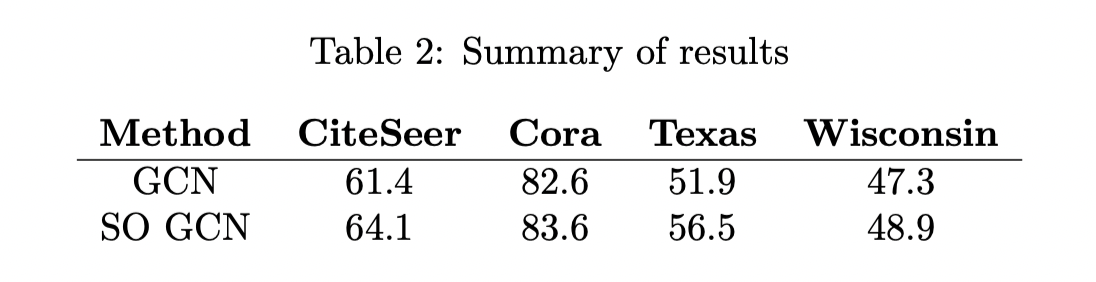 Table 2: Summary of results
Method CiteSeer Cora Texas Wisconsin
GCN 61.4 82.6 51.9 47.3
SO GCN 64.1 83.6 56.5 48.9